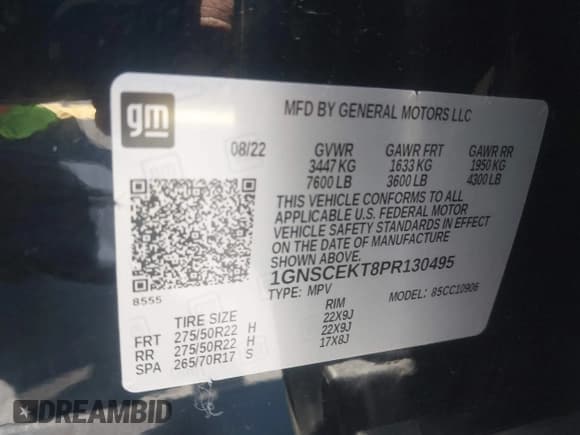 gm
MFD BY GENERAL MOTORS LLC
08/22 GVWR GAWR FRT GAWR RR
3447 KG 1633 KG 1950 KG
7600 LB 3600 LB 4300 LB
THIS VEHICLE CONFORMS TO ALL
APPLICABLE U.S. FEDERAL MOTOR
VEHICLE SAFETY STANDARDS IN EFFECT
ON THE DATE OF MANUFACTURE
SHOWN ABOVE.
1GNSCEKT8PR130495
8555
TYPE: MPV MODEL: 85CC10906
TIRE SIZE RIM
FRT 275/50R22 H 22X9J
RR 275/50R22 H 22X9J
SPA 265/70R17 S 17X8J
DREAMBID